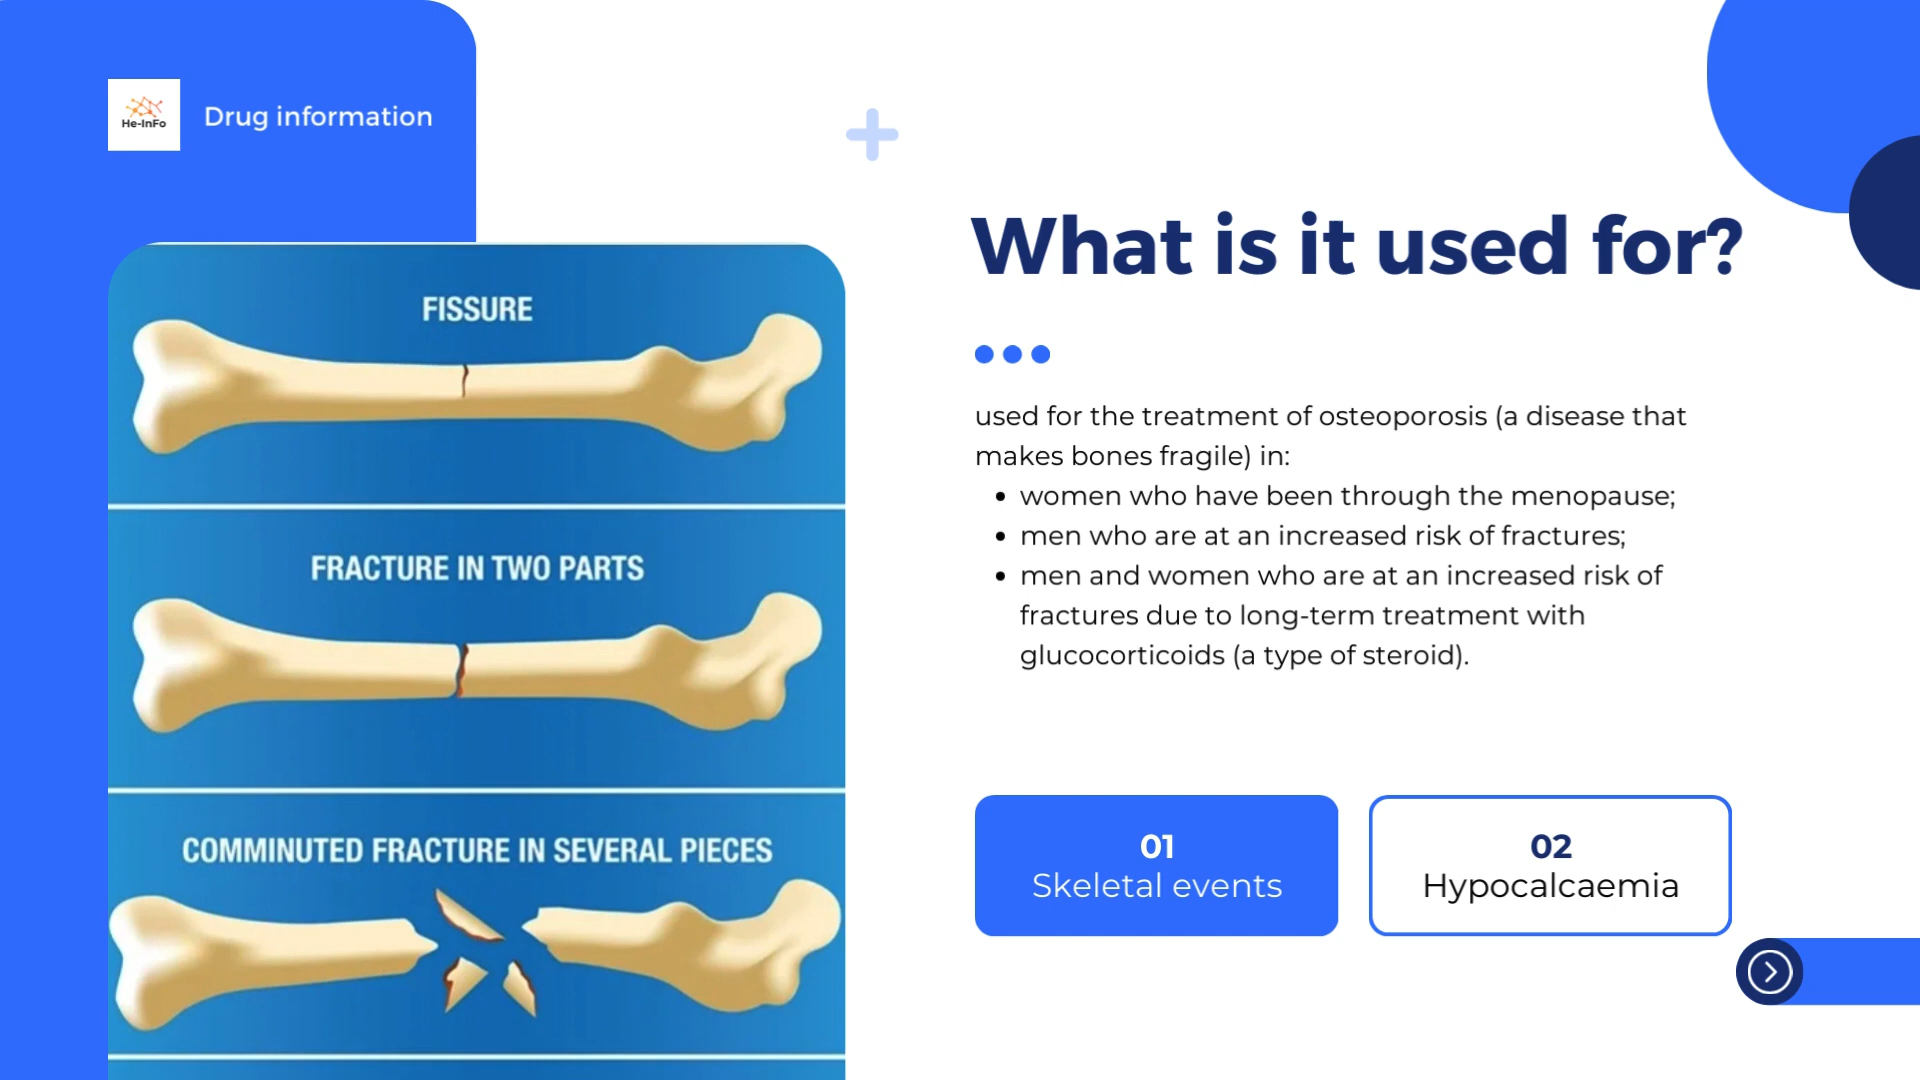 He-InFo
Drug information
What is it used for?
FISSURE
FRACTURE IN TWO PARTS
COMMINUTED FRACTURE IN SEVERAL PIECES
used for the treatment of osteoporosis (a disease that
makes bones fragile) in:
• women who have been through the menopause;
• men who are at an increased risk of fractures;
• men and women who are at an increased risk of
fractures due to long-term treatment with
glucocorticoids (a type of steroid).
01
Skeletal events
02
Hypocalcaemia